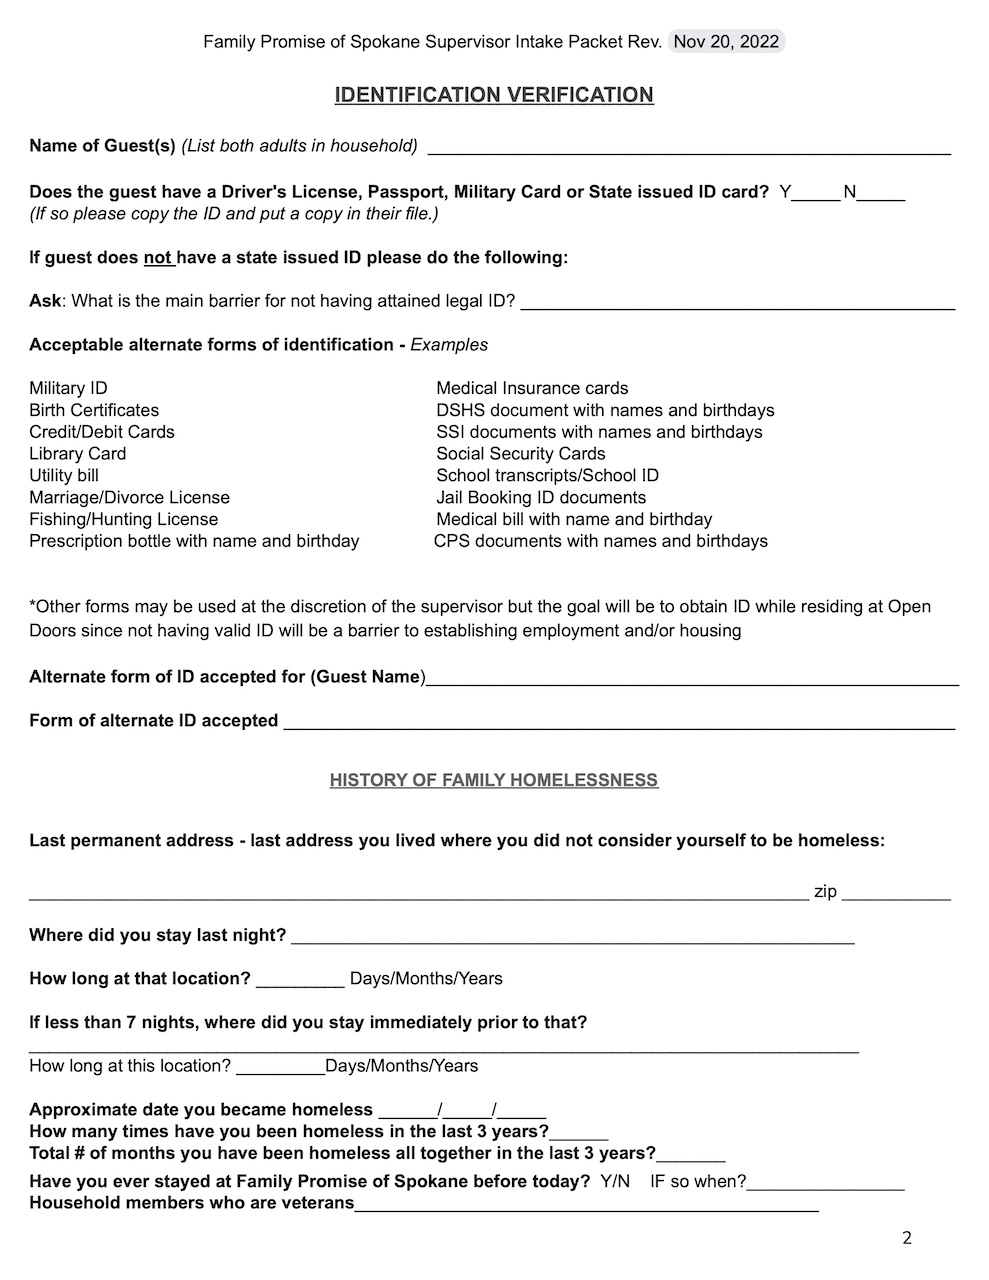 Family Promise of Spokane Supervisor Intake Packet Rev. Nov 20, 2022
IDENTIFICATION VERIFICATION
Name of Guest(s) (List both adults in household) ____________________
Does the guest have a Driver's License, Passport, Military Card or State issued ID card? Y_____ N_____
(If so please copy the ID and put a copy in their file.)
If guest does not have a state issued ID please do the following:
Ask: What is the main barrier for not having attained legal ID? ____________________
Acceptable alternate forms of identification - Examples
Military ID
Birth Certificates
Credit/Debit Cards
Library Card
Utility bill
Marriage/Divorce License
Fishing/Hunting License
Prescription bottle with name and birthday
Medical Insurance cards
DSHS document with names and birthdays
SSI documents with names and birthdays
Social Security Cards
School transcripts/School ID
Jail Booking ID documents
Medical bill with name and birthday
CPS documents with names and birthdays
*Other forms may be used at the discretion of the supervisor but the goal will be to obtain ID while residing at Open
Doors since not having valid ID will be a barrier to establishing employment and/or housing
Alternate form of ID accepted for (Guest Name)____________________
Form of alternate ID accepted ____________________
HISTORY OF FAMILY HOMELESSNESS
Last permanent address - last address you lived where you did not consider yourself to be homeless:
____________________ zip ___________
Where did you stay last night? ____________________
How long at that location? _________ Days/Months/Years
If less than 7 nights, where did you stay immediately prior to that?
____________________
How long at this location? _________Days/Months/Years
Approximate date you became homeless ______/_____/_____
How many times have you been homeless in the last 3 years?______
Total # of months you have been homeless all together in the last 3 years?_______
Have you ever stayed at Family Promise of Spokane before today? Y/N IF so when?________________
Household members who are veterans____________________
2